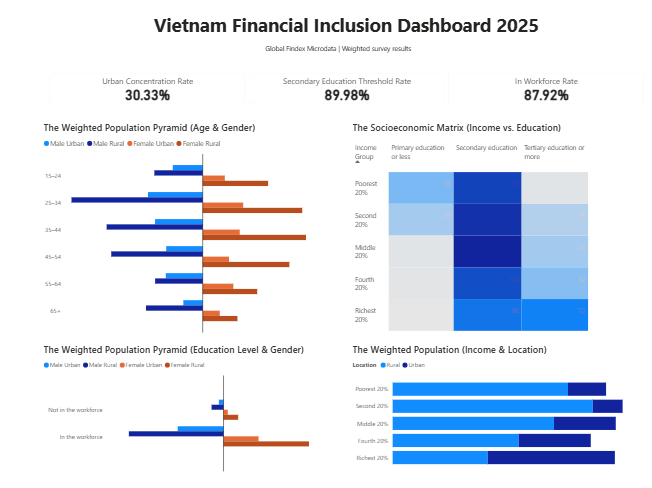 Vietnam Financial Inclusion Dashboard 2025
Global Findex Microdata | Weighted survey results
Urban Concentration Rate
30.33%
Secondary Education Threshold Rate
89.98%
In Workforce Rate
87.92%
The Weighted Population Pyramid (Age & Gender)
Male Urban Male Rural Female Urban Female Rural
15–24
25–34
35–44
45–54
55–64
65+
The Socioeconomic Matrix (Income vs. Education)
Income Group
Primary education or less
Secondary education
Tertiary education or more
Poorest 20%
Second 20%
Middle 20%
Fourth 20%
Richest 20%
The Weighted Population Pyramid (Education Level & Gender)
Male Urban Male Rural Female Urban Female Rural
Not in the workforce
In the workforce
The Weighted Population (Income & Location)
Location Rural Urban
Poorest 20%
Second 20%
Middle 20%
Fourth 20%
Richest 20%